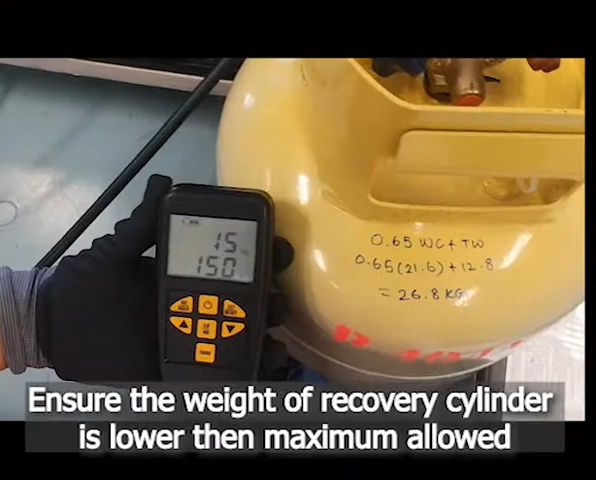 15
150
TARE
0.65 WC + TW
0.65(21.6) + 12.8
= 26.8 KG
Ensure the weight of recovery cylinder
is lower then maximum allowed